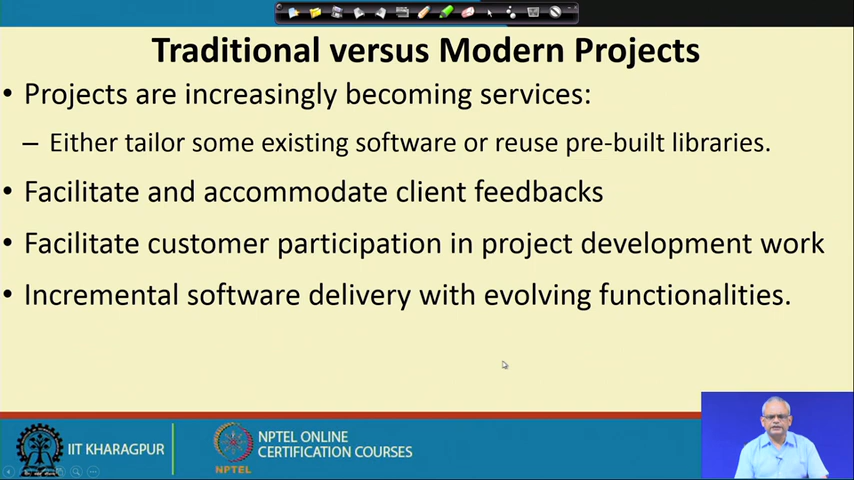 Traditional versus Modern Projects
• Projects are increasingly becoming services:
– Either tailor some existing software or reuse pre-built libraries.
• Facilitate and accommodate client feedbacks
• Facilitate customer participation in project development work
• Incremental software delivery with evolving functionalities.
IIT KHARAGPUR
NPTEL
NPTEL ONLINE
CERTIFICATION COURSES